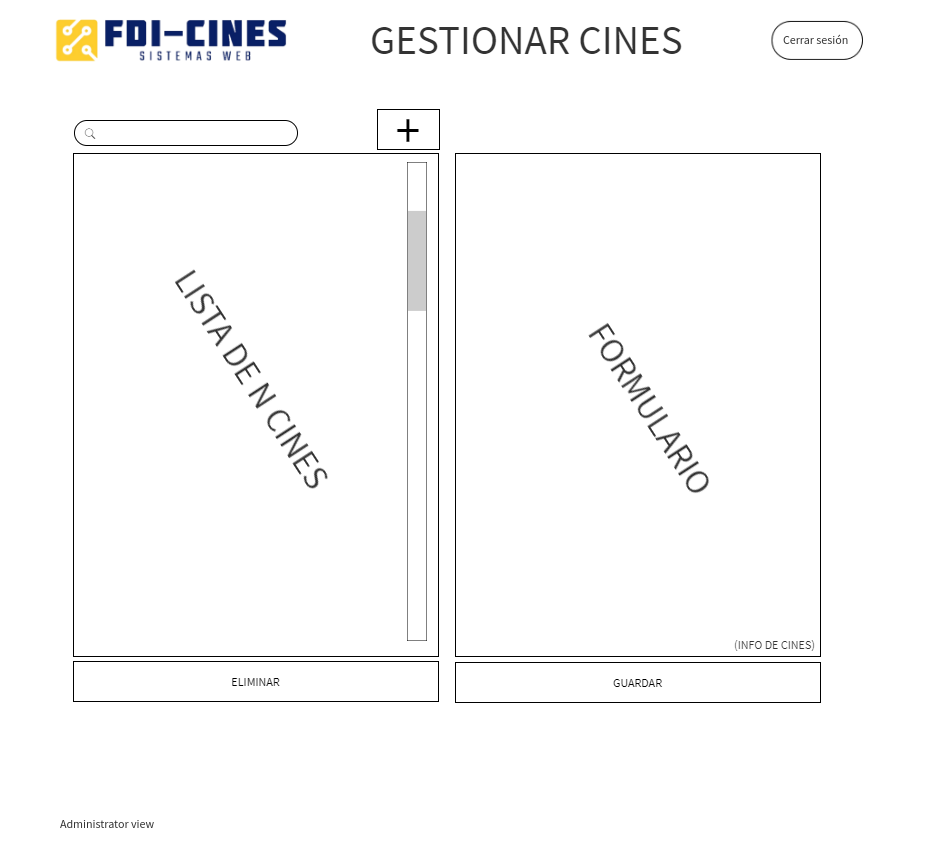 FDI-CINES
SISTEMAS WEB
GESTIONAR CINES
Cerrar sesión
+
LISTA DE N CINES
FORMULARIO
(INFO DE CINES)
ELIMINAR
GUARDAR
Administrator view